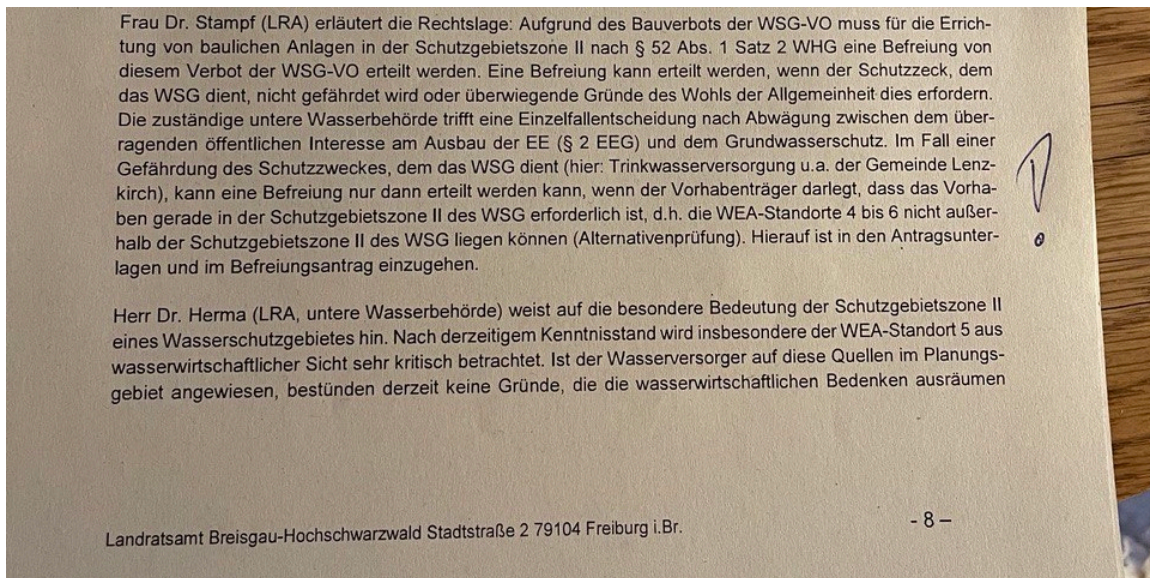 Frau Dr. Stampf (LRA) erläutert die Rechtslage: Aufgrund des Bauverbots der WSG-VO muss für die Errich-
tung von baulichen Anlagen in der Schutzgebietszone II nach § 52 Abs. 1 Satz 2 WHG eine Befreiung von
diesem Verbot der WSG-VO erteilt werden. Eine Befreiung kann erteilt werden, wenn der Schutzzeck, dem
das WSG dient, nicht gefährdet wird oder überwiegende Gründe des Wohls der Allgemeinheit dies erfordern.
Die zuständige untere Wasserbehörde trifft eine Einzelfallentscheidung nach Abwägung zwischen dem über-
ragenden öffentlichen Interesse am Ausbau der EE (§ 2 EEG) und dem Grundwasserschutz. Im Fall einer
Gefährdung des Schutzzweckes, dem das WSG dient (hier: Trinkwasserversorgung u.a. der Gemeinde Lenz-
kirch), kann eine Befreiung nur dann erteilt werden kann, wenn der Vorhabenträger darlegt, dass das Vorha-
ben gerade in der Schutzgebietszone II des WSG erforderlich ist, d.h. die WEA-Standorte 4 bis 6 nicht außer-
halb der Schutzgebietszone II des WSG liegen können (Alternativenprüfung). Hierauf ist in den Antragsunter-
lagen und im Befreiungsantrag einzugehen.
!
Herr Dr. Herma (LRA, untere Wasserbehörde) weist auf die besondere Bedeutung der Schutzgebietszone II
eines Wasserschutzgebietes hin. Nach derzeitigem Kenntnisstand wird insbesondere der WEA-Standort 5 aus
wasserwirtschaftlicher Sicht sehr kritisch betrachtet. Ist der Wasserversorger auf diese Quellen im Planungs-
gebiet angewiesen, bestünden derzeit keine Gründe, die die wasserwirtschaftlichen Bedenken ausräumen
Landratsamt Breisgau-Hochschwarzwald Stadtstraße 2 79104 Freiburg i.Br.
- 8 –